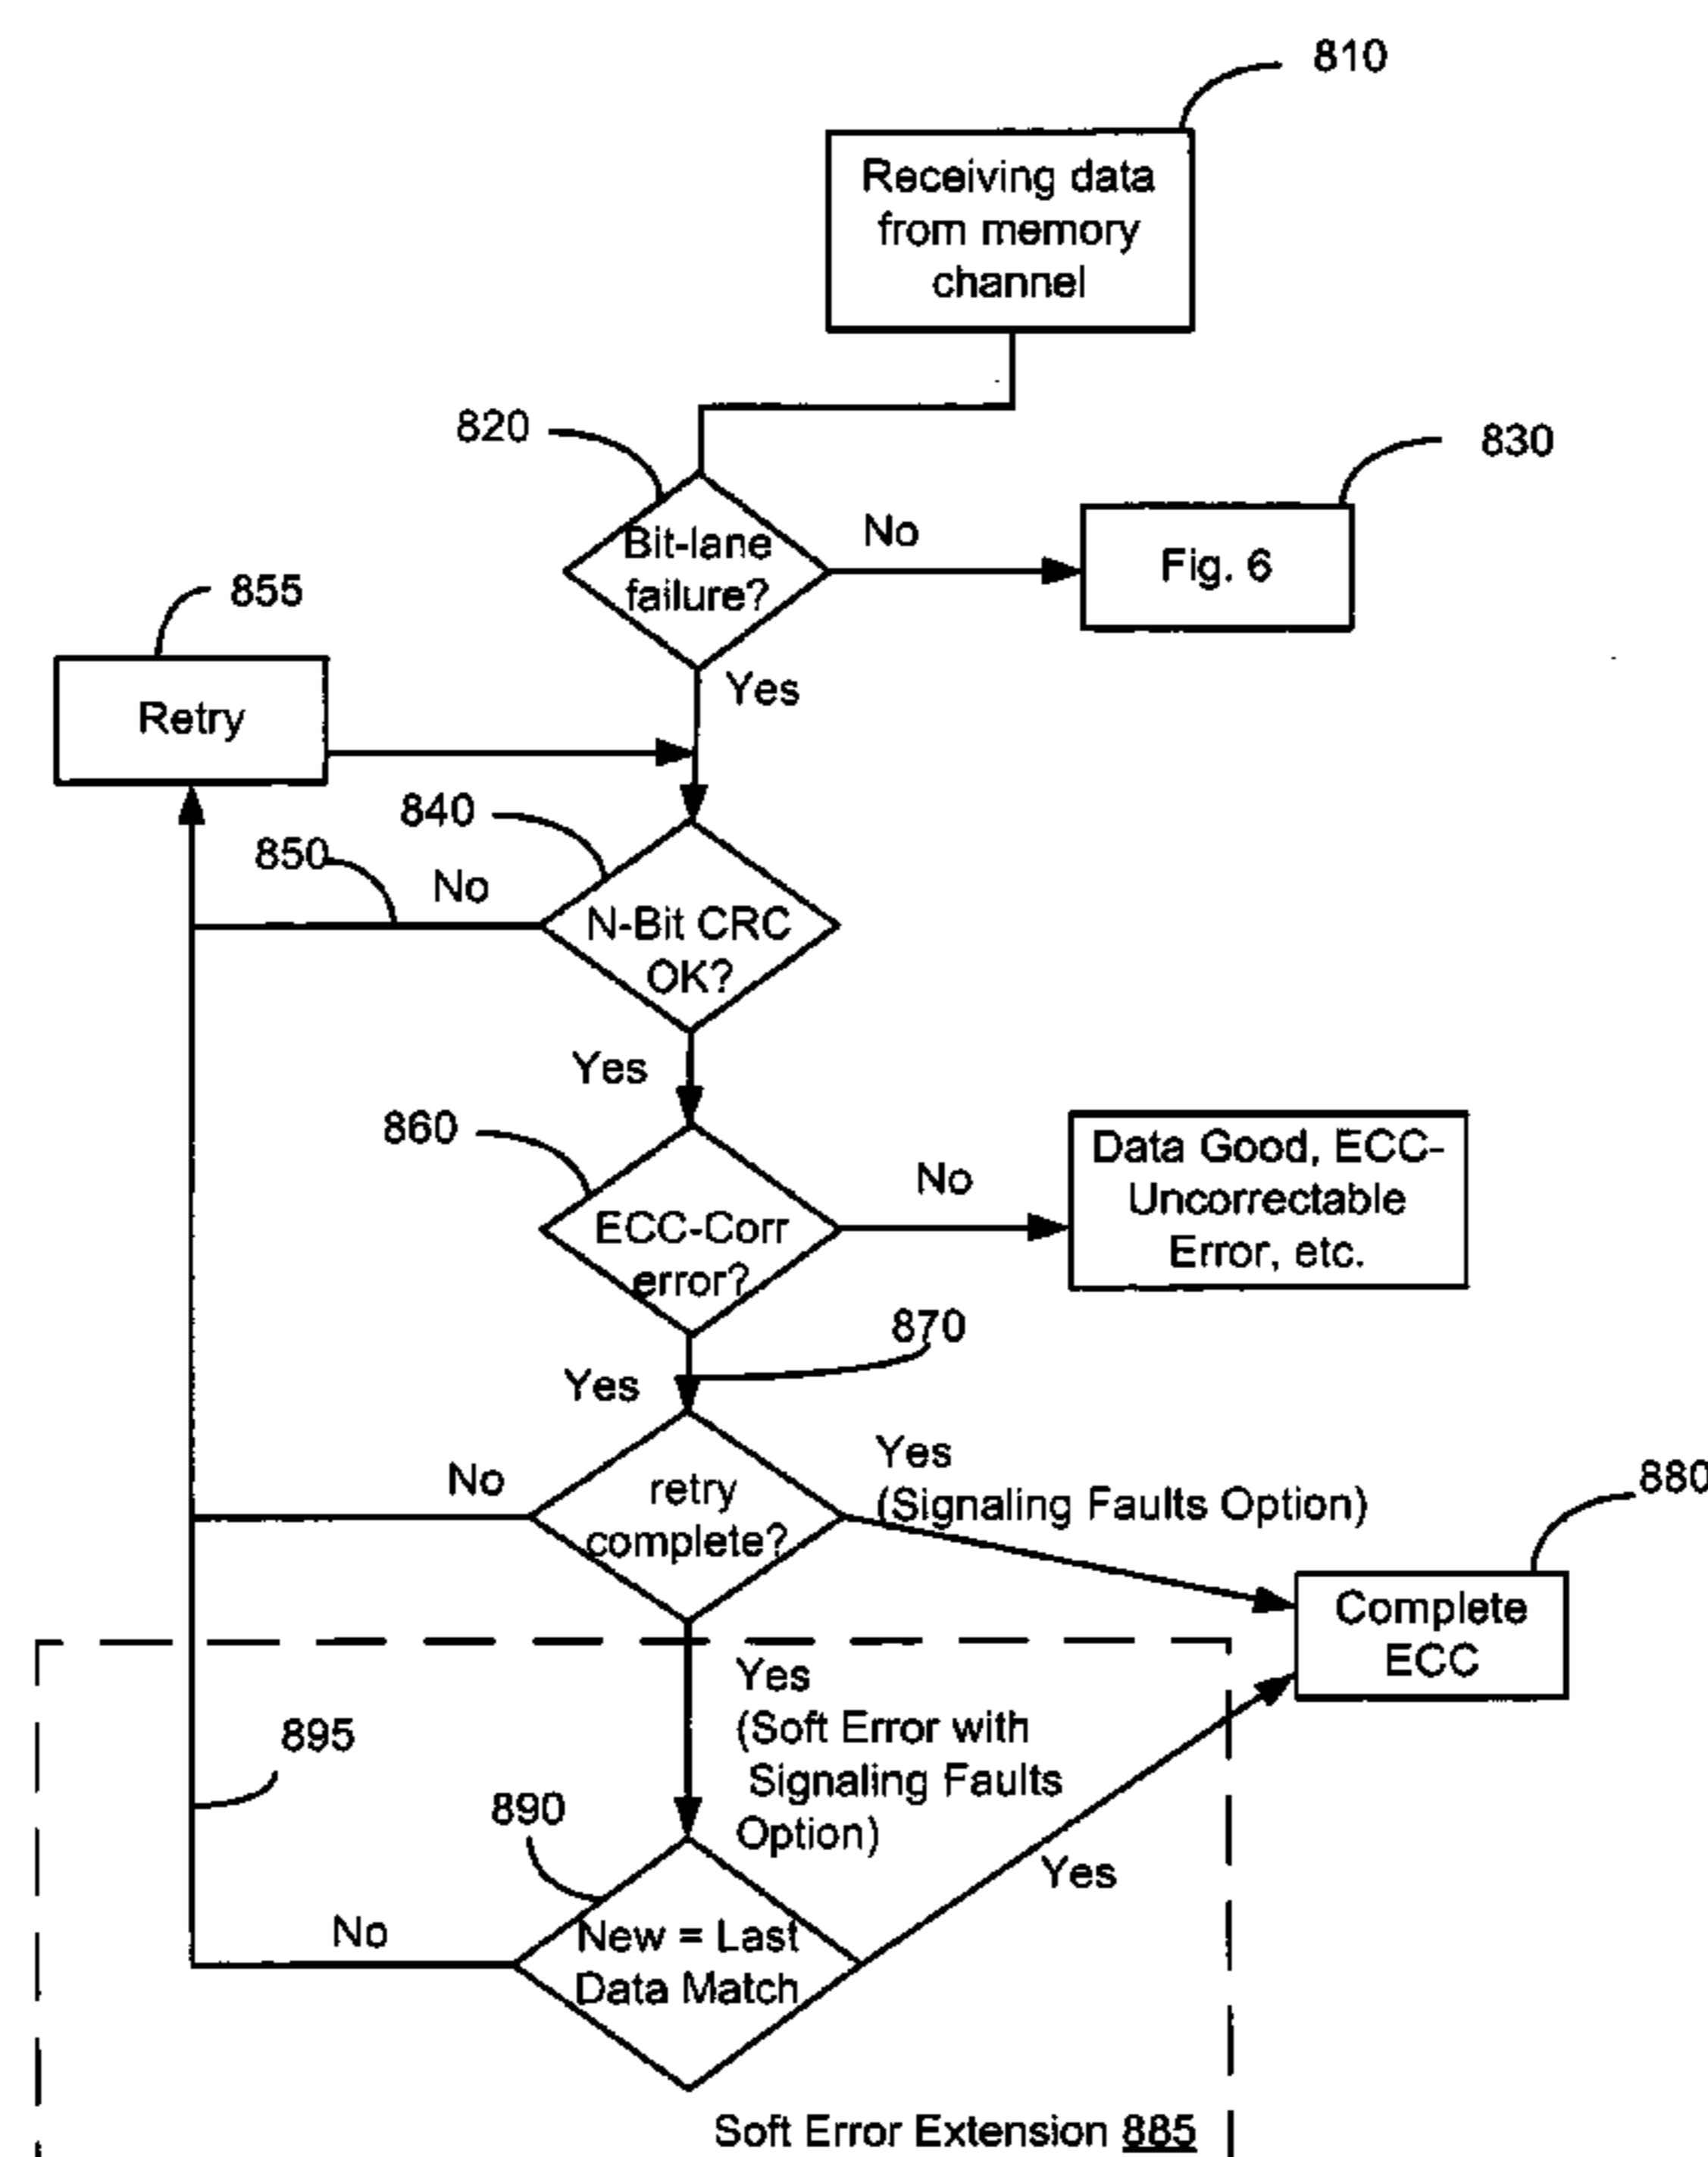 810
Receiving data
from memory
channel
820
830
Bit-lane
failure?
No
Fig. 6
855
Yes
Retry
840
850
No
N-Bit CRC
OK?
Yes
860
No
Data Good, ECC-
Uncorrectable
Error, etc.
ECC-Corr
error?
870
Yes
No
retry
complete?
Yes
(Signaling Faults Option)
880
Complete
ECC
Yes
(Soft Error with
Signaling Faults
Option)
895
890
Yes
No
New = Last
Data Match
Soft Error Extension 885